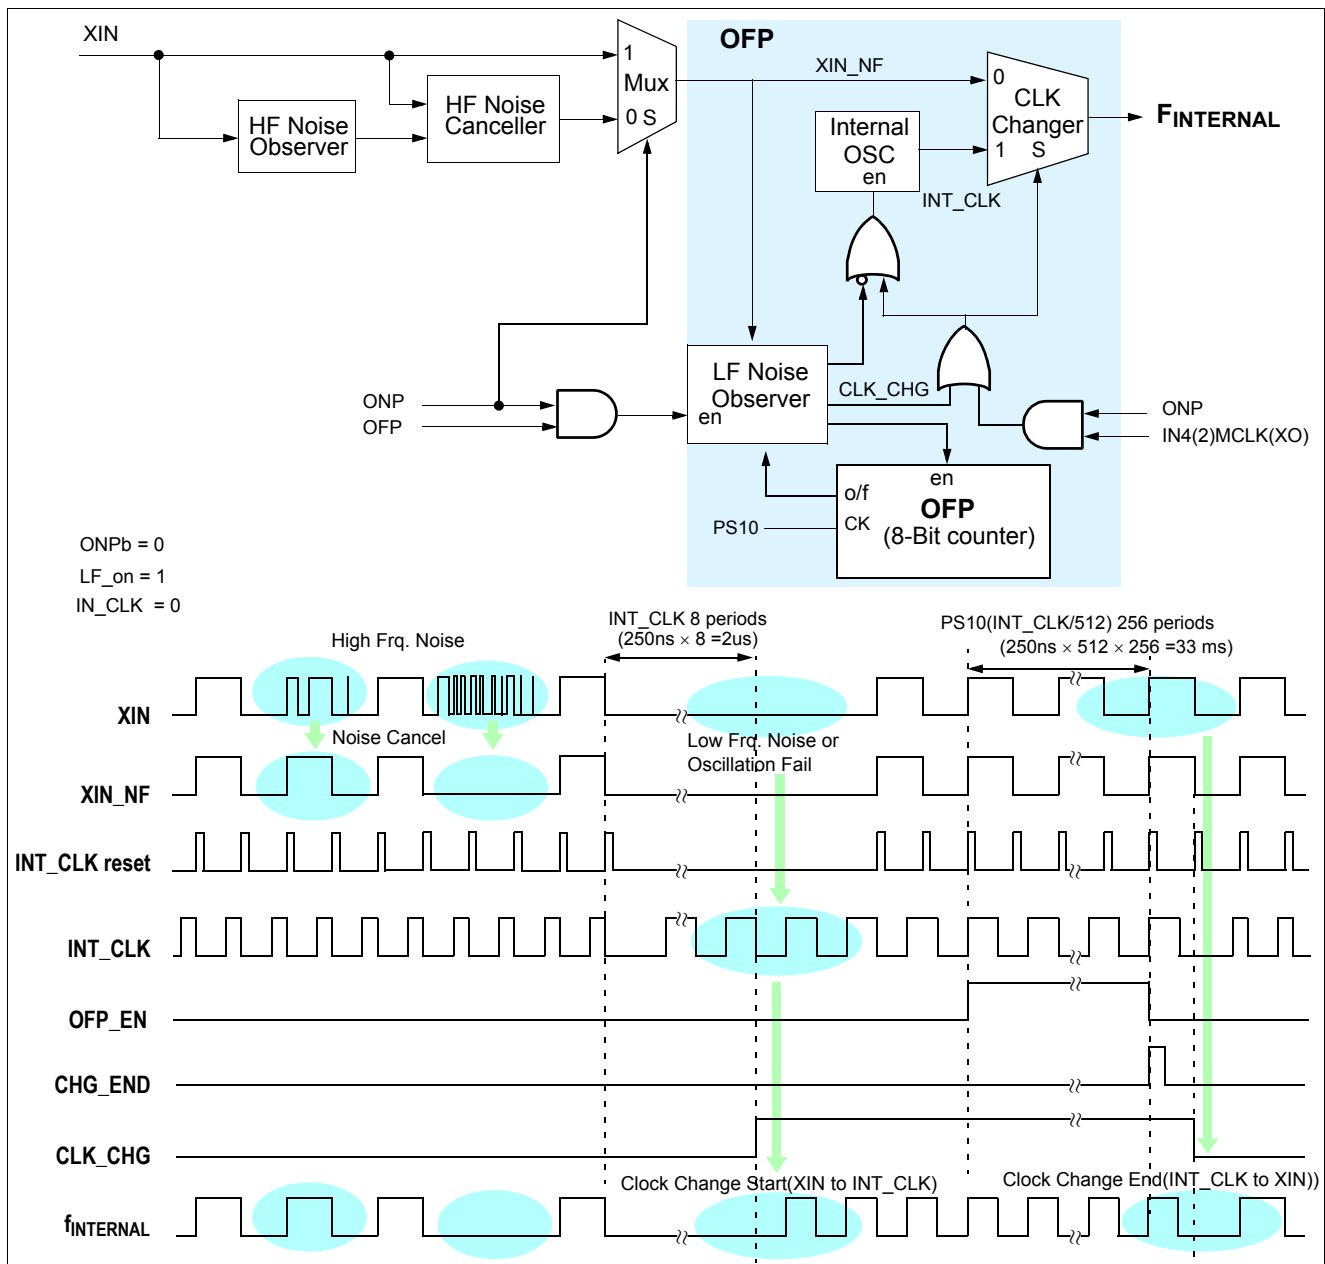 XIN
OFP
1
Mux
0 S
XIN_NF
0
CLK
Changer
1 S
FINTERNAL
HF Noise
Observer
HF Noise
Canceller
Internal
OSC
en
INT_CLK
LF Noise
Observer
en
CLK_CHG
ONP
OFP
ONP
IN4(2)MCLK(XO)
en
o/f
OFP
CK
(8-Bit counter)
PS10
ONPb = 0
LF_on = 1
IN_CLK = 0
High Frq. Noise
INT_CLK 8 periods
(250ns × 8 =2us)
PS10(INT_CLK/512) 256 periods
(250ns × 512 × 256 =33 ms)
XIN
Noise Cancel
Low Frq. Noise or
Oscillation Fail
XIN_NF
INT_CLK reset
INT_CLK
OFP_EN
CHG_END
CLK_CHG
Clock Change Start(XIN to INT_CLK)
Clock Change End(INT_CLK to XIN))
fINTERNAL